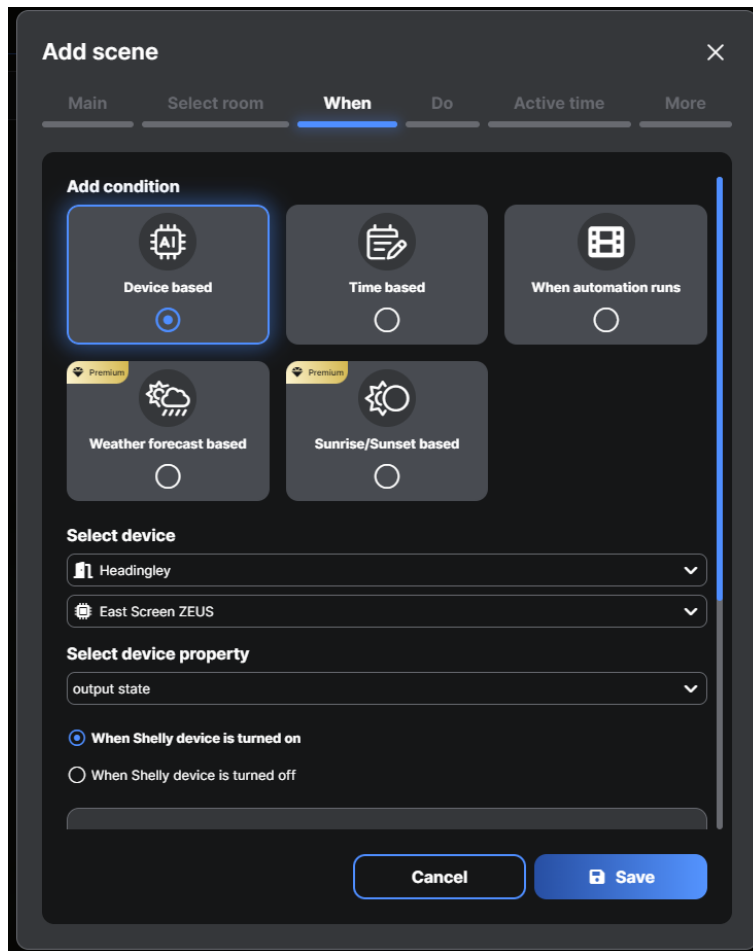 Add scene
Main Select room When Do Active time More
Add condition
AI
Device based Time based When automation runs
Premium Premium
Weather forecast based Sunrise/Sunset based
Select device
Headingley
East Screen ZEUS
Select device property
output state
When Shelly device is turned on
When Shelly device is turned off
Cancel Save